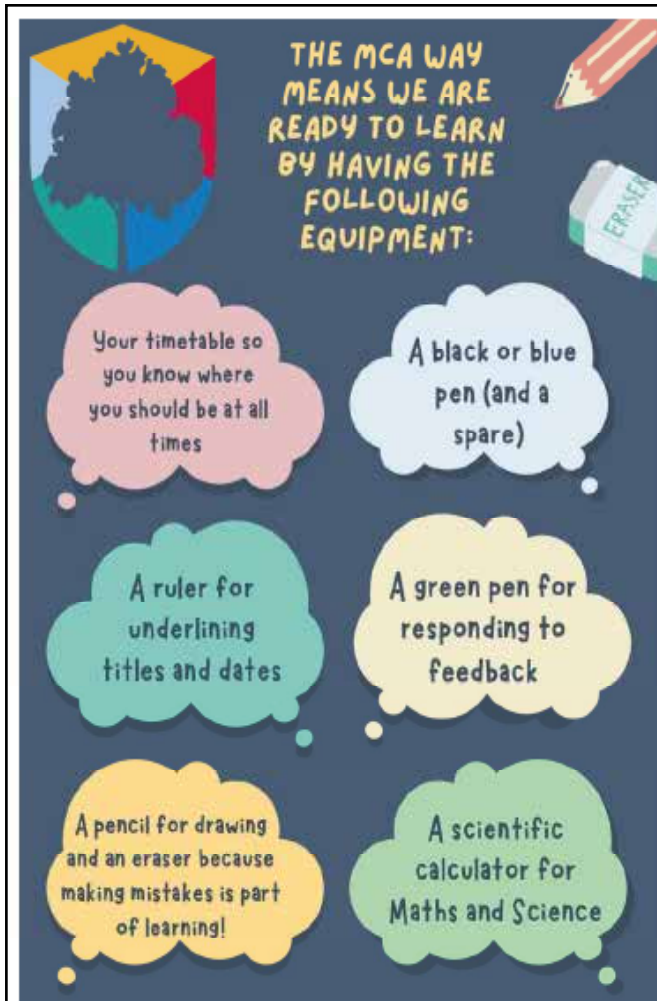 THE MCA WAY
MEANS WE ARE
READY TO LEARN
BY HAVING THE
FOLLOWING
EQUIPMENT:
ERASER
Your timetable so
you know where
you should be at all
times
A black or blue
pen (and a
spare)
A ruler for
underlining
titles and dates
A green pen for
responding to
feedback
A pencil for drawing
and an eraser because
making mistakes is part
of learning!
A scientific
calculator for
Maths and Science